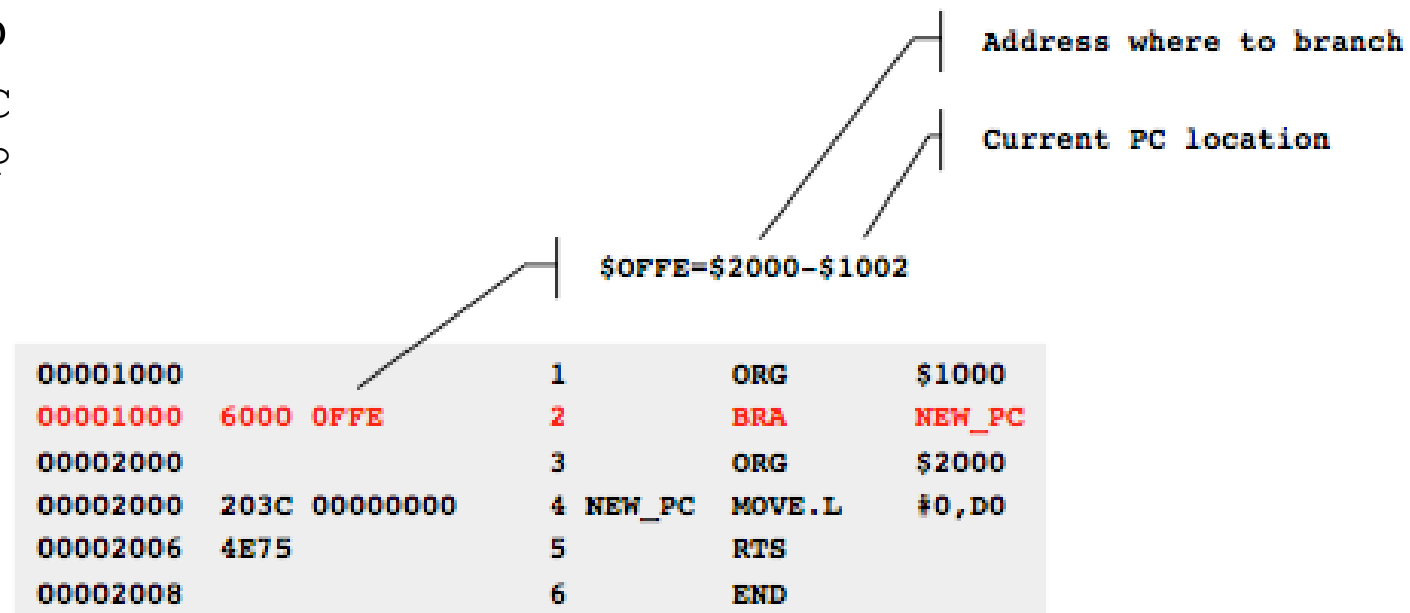 Address where to branch
Current PC location
$0FFE=$2000-$1002
00001000 1 ORG $1000
00001000 6000 0FFE 2 BRA NEW_PC
00002000 3 ORG $2000
00002000 203C 00000000 4 NEW_PC MOVE.L #0,D0
00002006 4E75 5 RTS
00002008 6 END